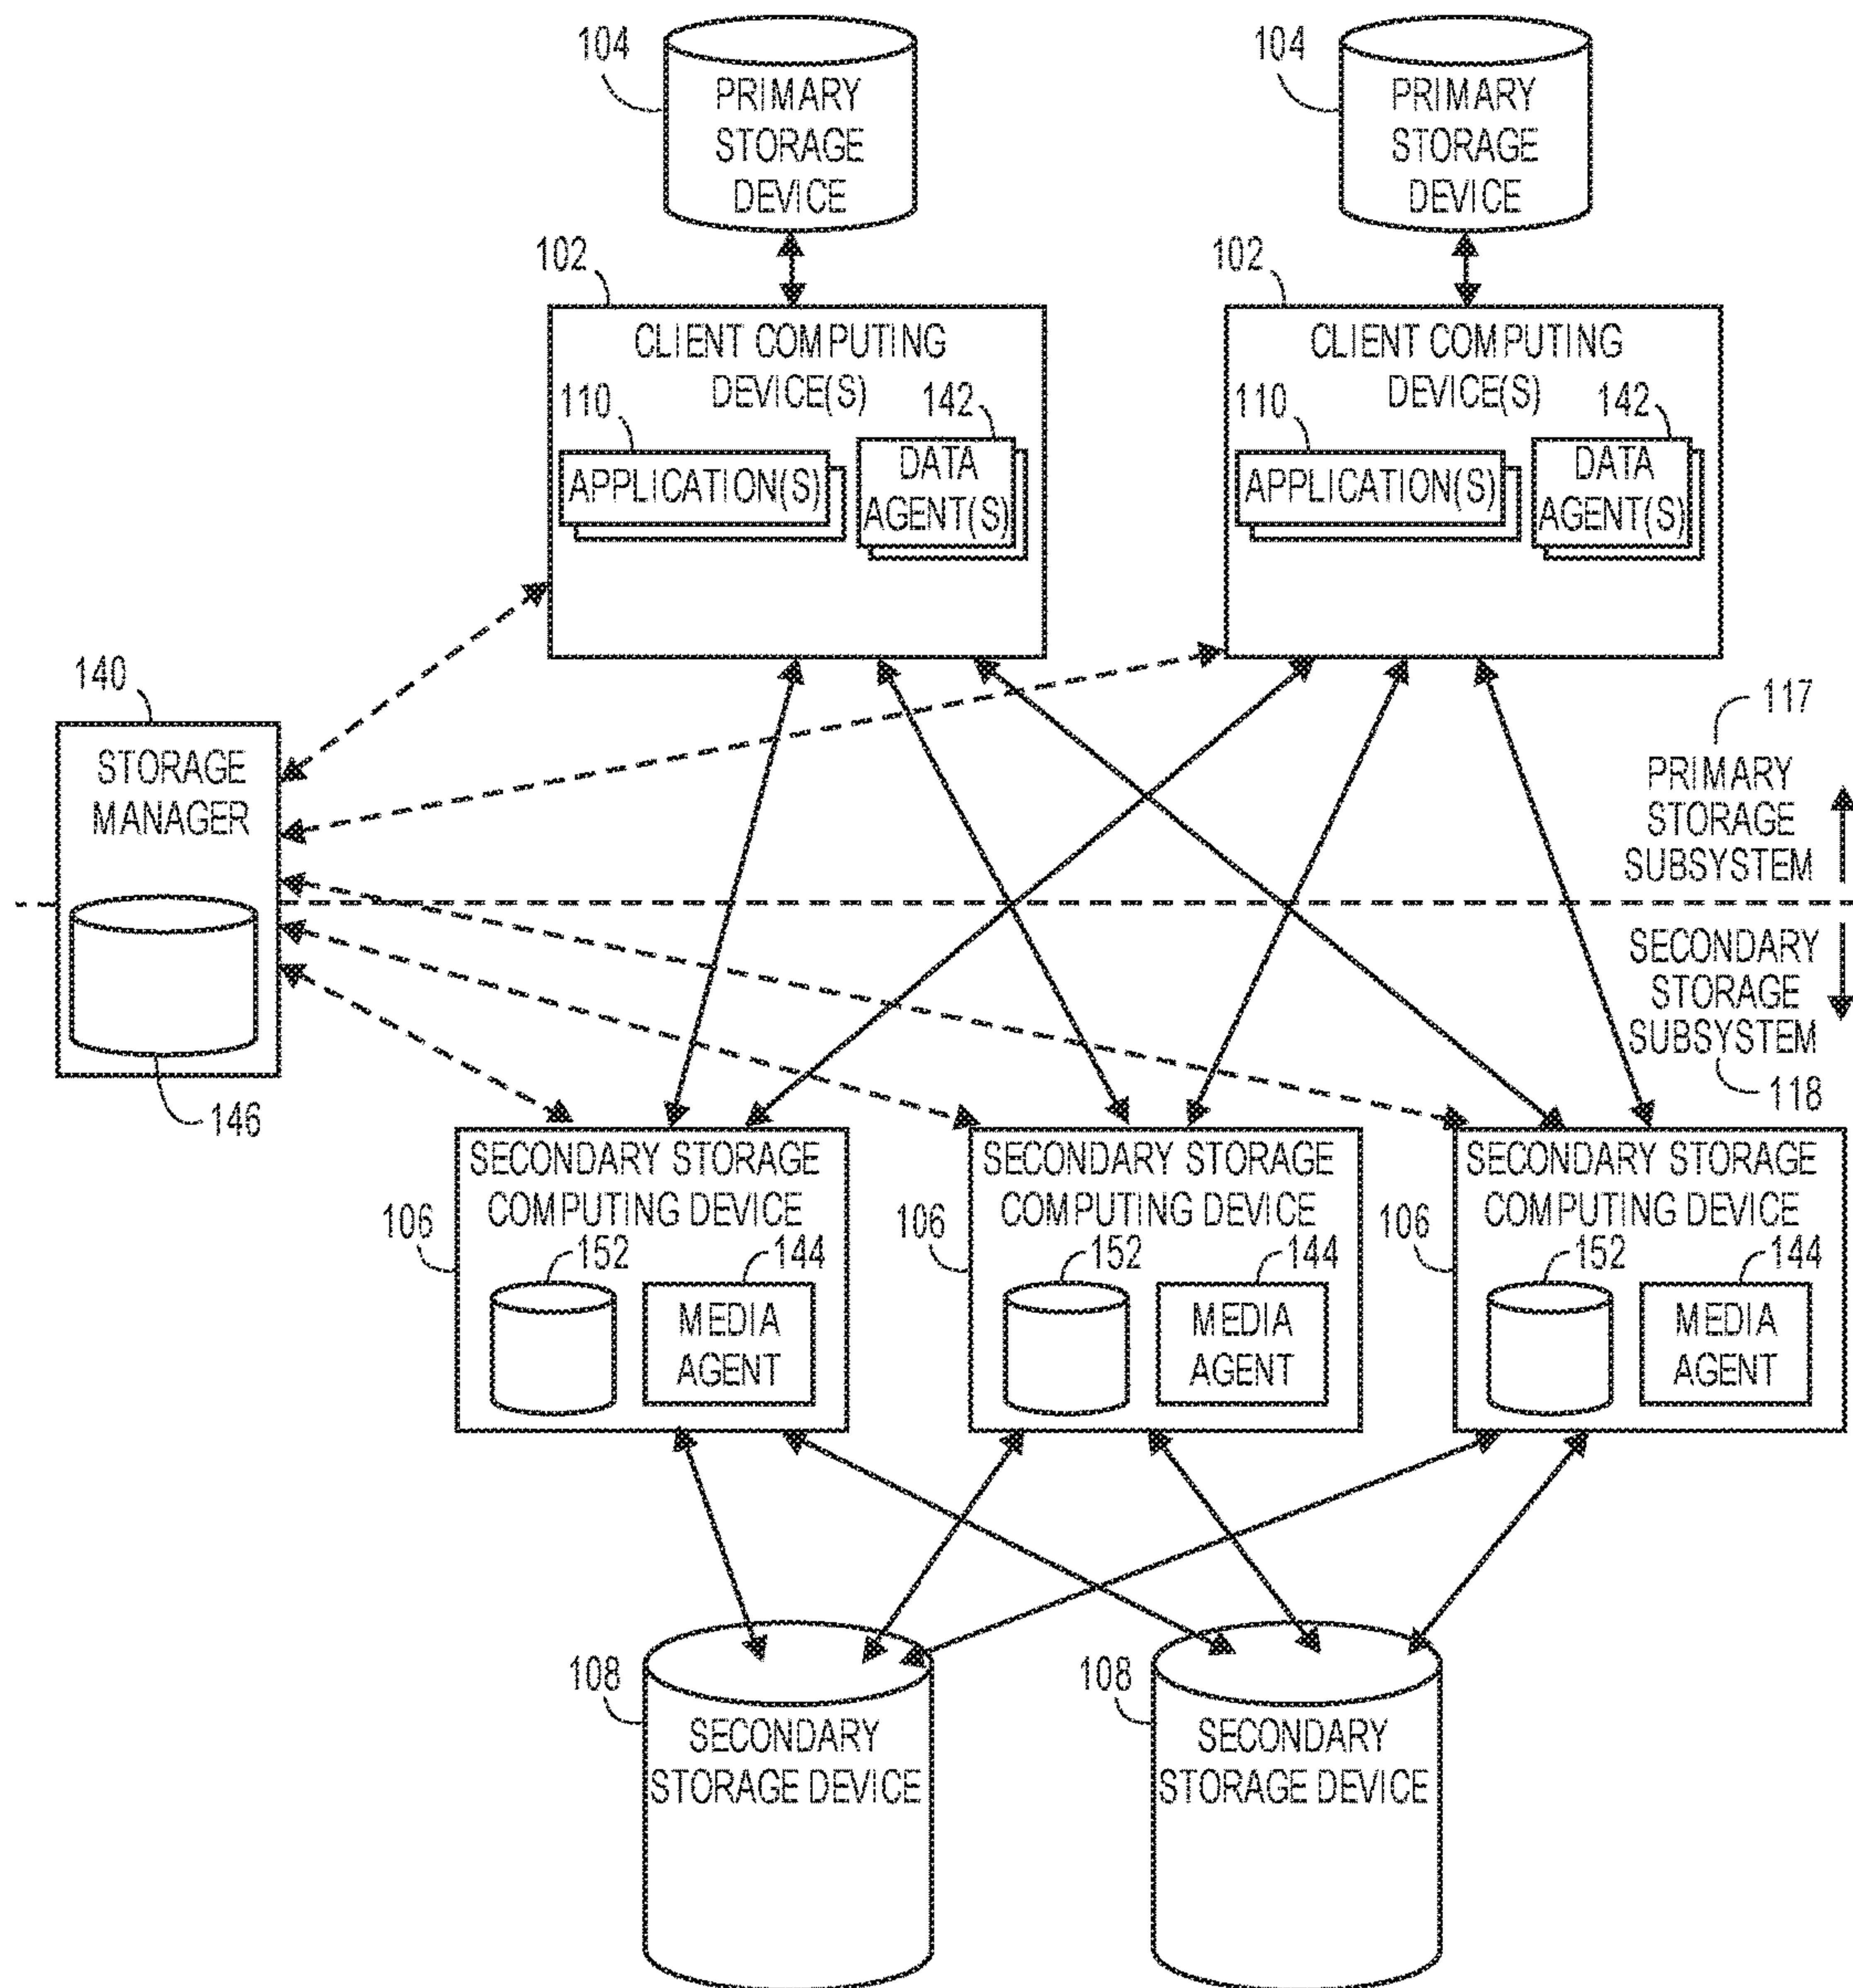 104
PRIMARY
STORAGE
DEVICE
104
PRIMARY
STORAGE
DEVICE
102
CLIENT COMPUTING
DEVICE(S)
110
142
APPLICATION(S)
DATA
AGENT(S)
102
CLIENT COMPUTING
DEVICE(S)
110
142
APPLICATION(S)
DATA
AGENT(S)
140
STORAGE
MANAGER
146
117
PRIMARY
STORAGE
SUBSYSTEM
SECONDARY
STORAGE
SUBSYSTEM
118
SECONDARY STORAGE
COMPUTING DEVICE
106
152
144
MEDIA
AGENT
SECONDARY STORAGE
COMPUTING DEVICE
106
152
144
MEDIA
AGENT
SECONDARY STORAGE
COMPUTING DEVICE
106
152
144
MEDIA
AGENT
108
SECONDARY
STORAGE DEVICE
108
SECONDARY
STORAGE DEVICE